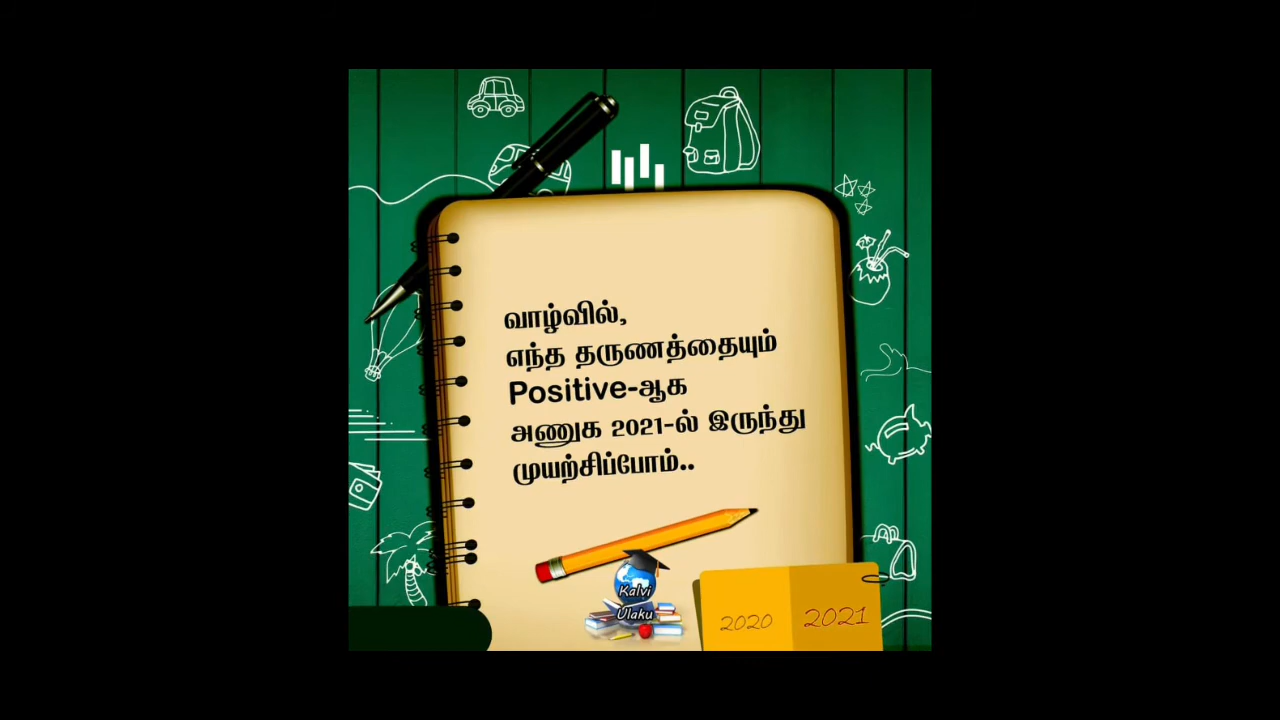 வாழ்வில்,
எந்த தருணத்தையும்
Positive-ஆக
அணுக 2021-ல் இருந்து
முயற்சிப்போம்..
Kalvi
Ulaku
2020 2021